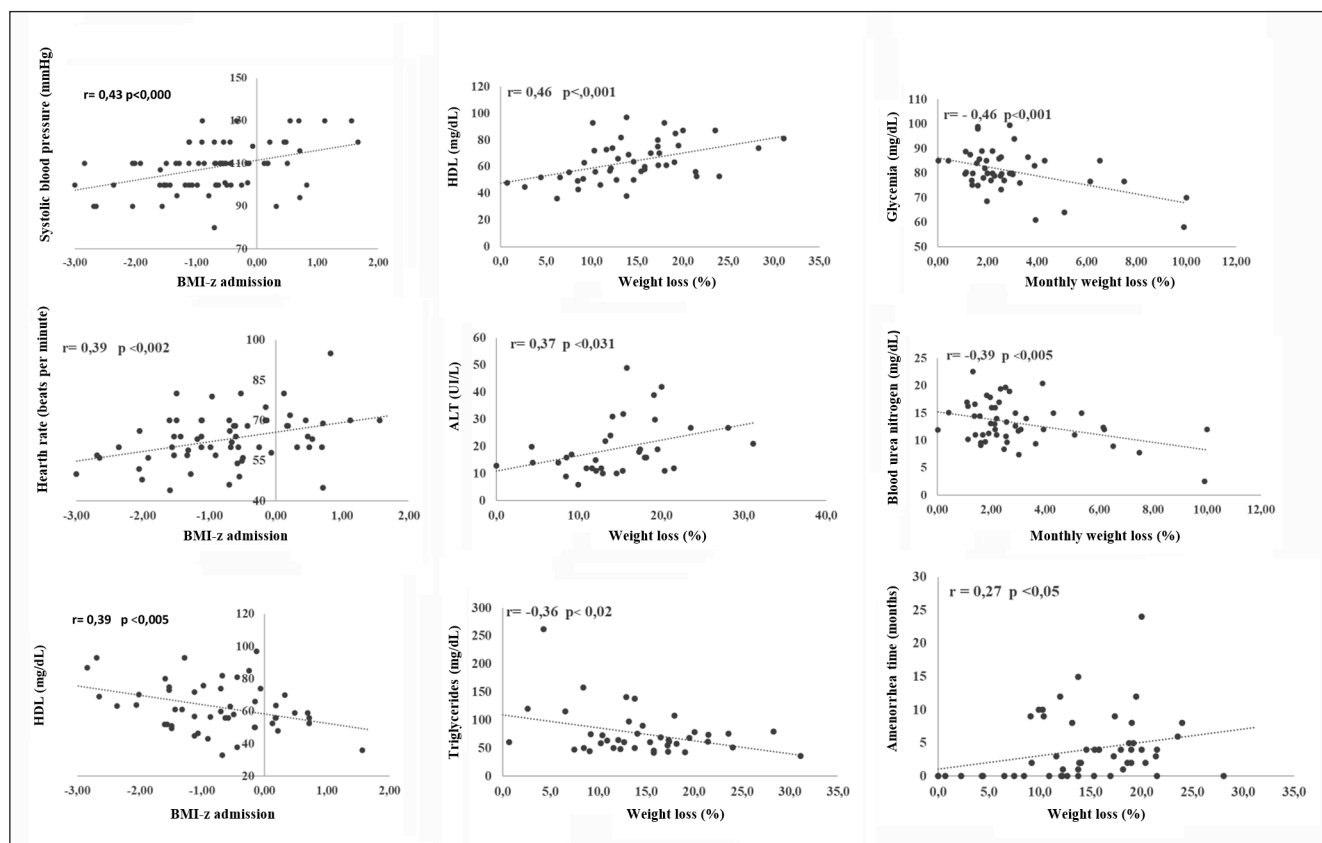 Systolic blood pressure (mmHg)
r= 0,43 p<0,000
150
130
110
90
70
-3,00 -2,00 -1,00 0,00 1,00 2,00
BMI-z admission
HDL (mg/dL)
r= 0,46 p<,0,001
120
100
80
60
40
20
0
0,0 5,0 10,0 15,0 20,0 25,0 30,0 35,0
Weight loss (%)
Glycemia (mg/dL)
r= - 0,46 p<0,001
110
100
90
80
70
60
50
0,00 2,00 4,00 6,00 8,00 10,00 12,00
Monthly weight loss (%)
Hearth rate (beats per minute)
r= 0,39 p <0,002
100
85
70
55
40
-3,00 -2,00 -1,00 0,00 1,00 2,00
BMI-z admission
ALT (UI/L)
r= 0,37 p <0,031
60
50
40
30
20
10
0
0,0 10,0 20,0 30,0 40,0
Weight loss (%)
Blood urea nitrogen (mg/dL)
r= -0,39 p <0,005
25
20
15
10
5
0
0,00 2,00 4,00 6,00 8,00 10,00 12,00
Monthly weight loss (%)
HDL (mg/dL)
r= 0,39 p <0,005
120
100
80
60
40
20
-3,00 -2,00 -1,00 0,00 1,00 2,00
BMI-z admission
Triglycerides (mg/dL)
r= -0,36 p< 0,02
300
250
200
150
100
50
0
0,0 5,0 10,0 15,0 20,0 25,0 30,0 35,0
Weight loss (%)
Amenorrhea time (months)
r = 0,27 p <0,05
30
25
20
15
10
5
0
0,0 5,0 10,0 15,0 20,0 25,0 30,0 35,0
Weight loss (%)